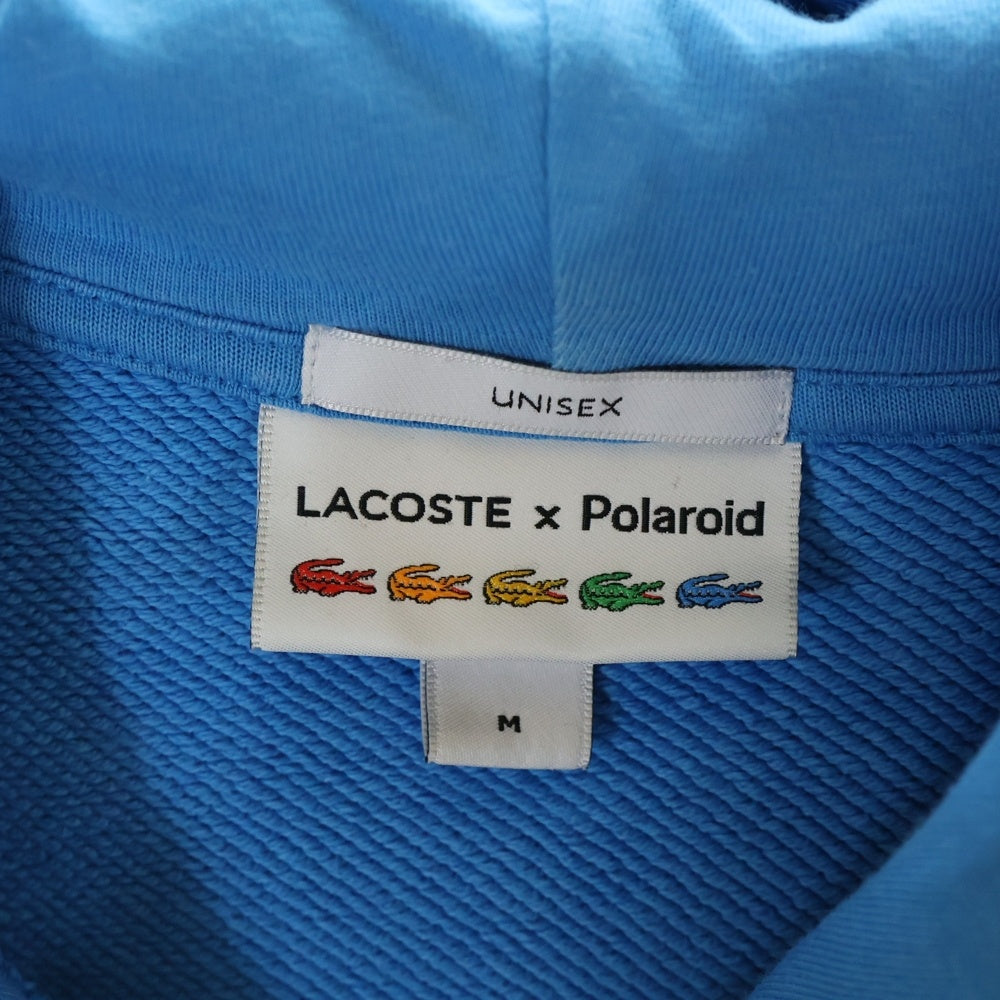 UNISEX
LACOSTE x Polaroid
M